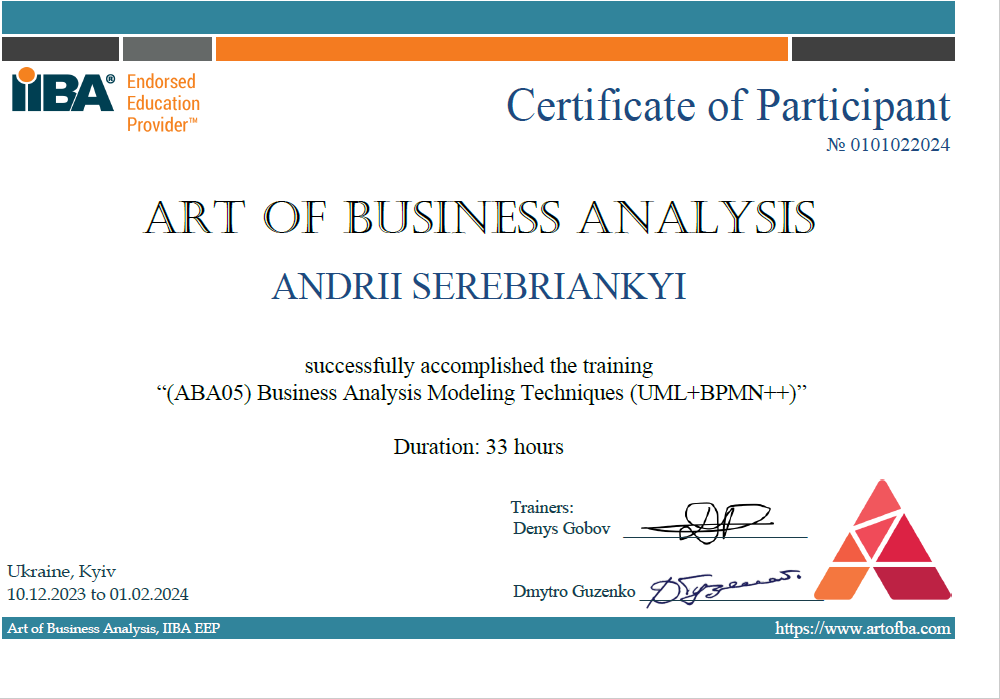 IIBA® Endorsed
Education
Provider™
Certificate of Participant
№ 0101022024
ART OF BUSINESS ANALYSIS
ANDRII SEREBRIANKYI
successfully accomplished the training
“(ABA05) Business Analysis Modeling Techniques (UML+BPMN++)”
Duration: 33 hours
Trainers:
Denys Gobov
Dmytro Guzenko
Ukraine, Kyiv
10.12.2023 to 01.02.2024
Art of Business Analysis, IIBA EEP
https://www.artofba.com